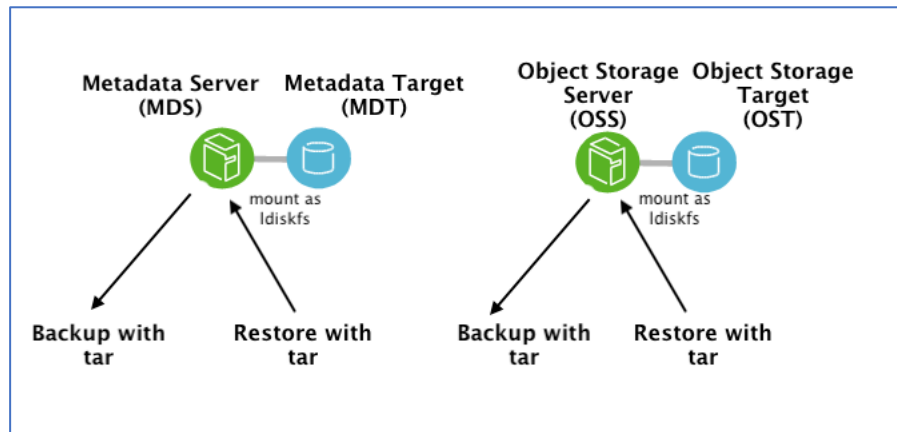 Metadata Server
(MDS)
Metadata Target
(MDT)
mount as
ldiskfs
Backup with
tar
Restore with
tar
Object Storage
Server
(OSS)
Object Storage
Target
(OST)
mount as
ldiskfs
Backup with
tar
Restore with
tar